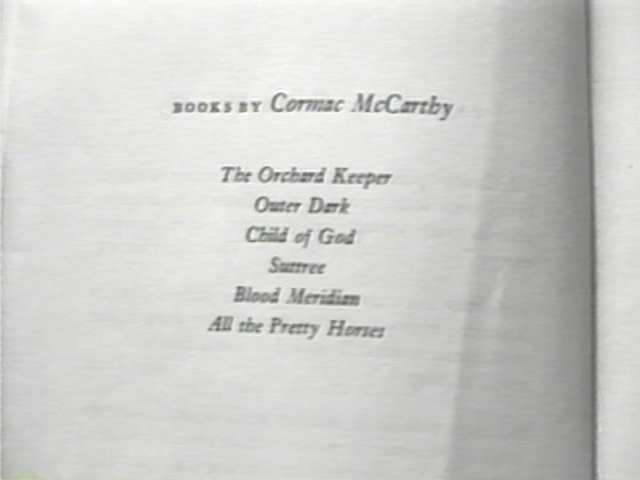 BOOKS BY Cormac McCarthy
The Orchard Keeper
Outer Dark
Child of God
Suttree
Blood Meridian
All the Pretty Horses